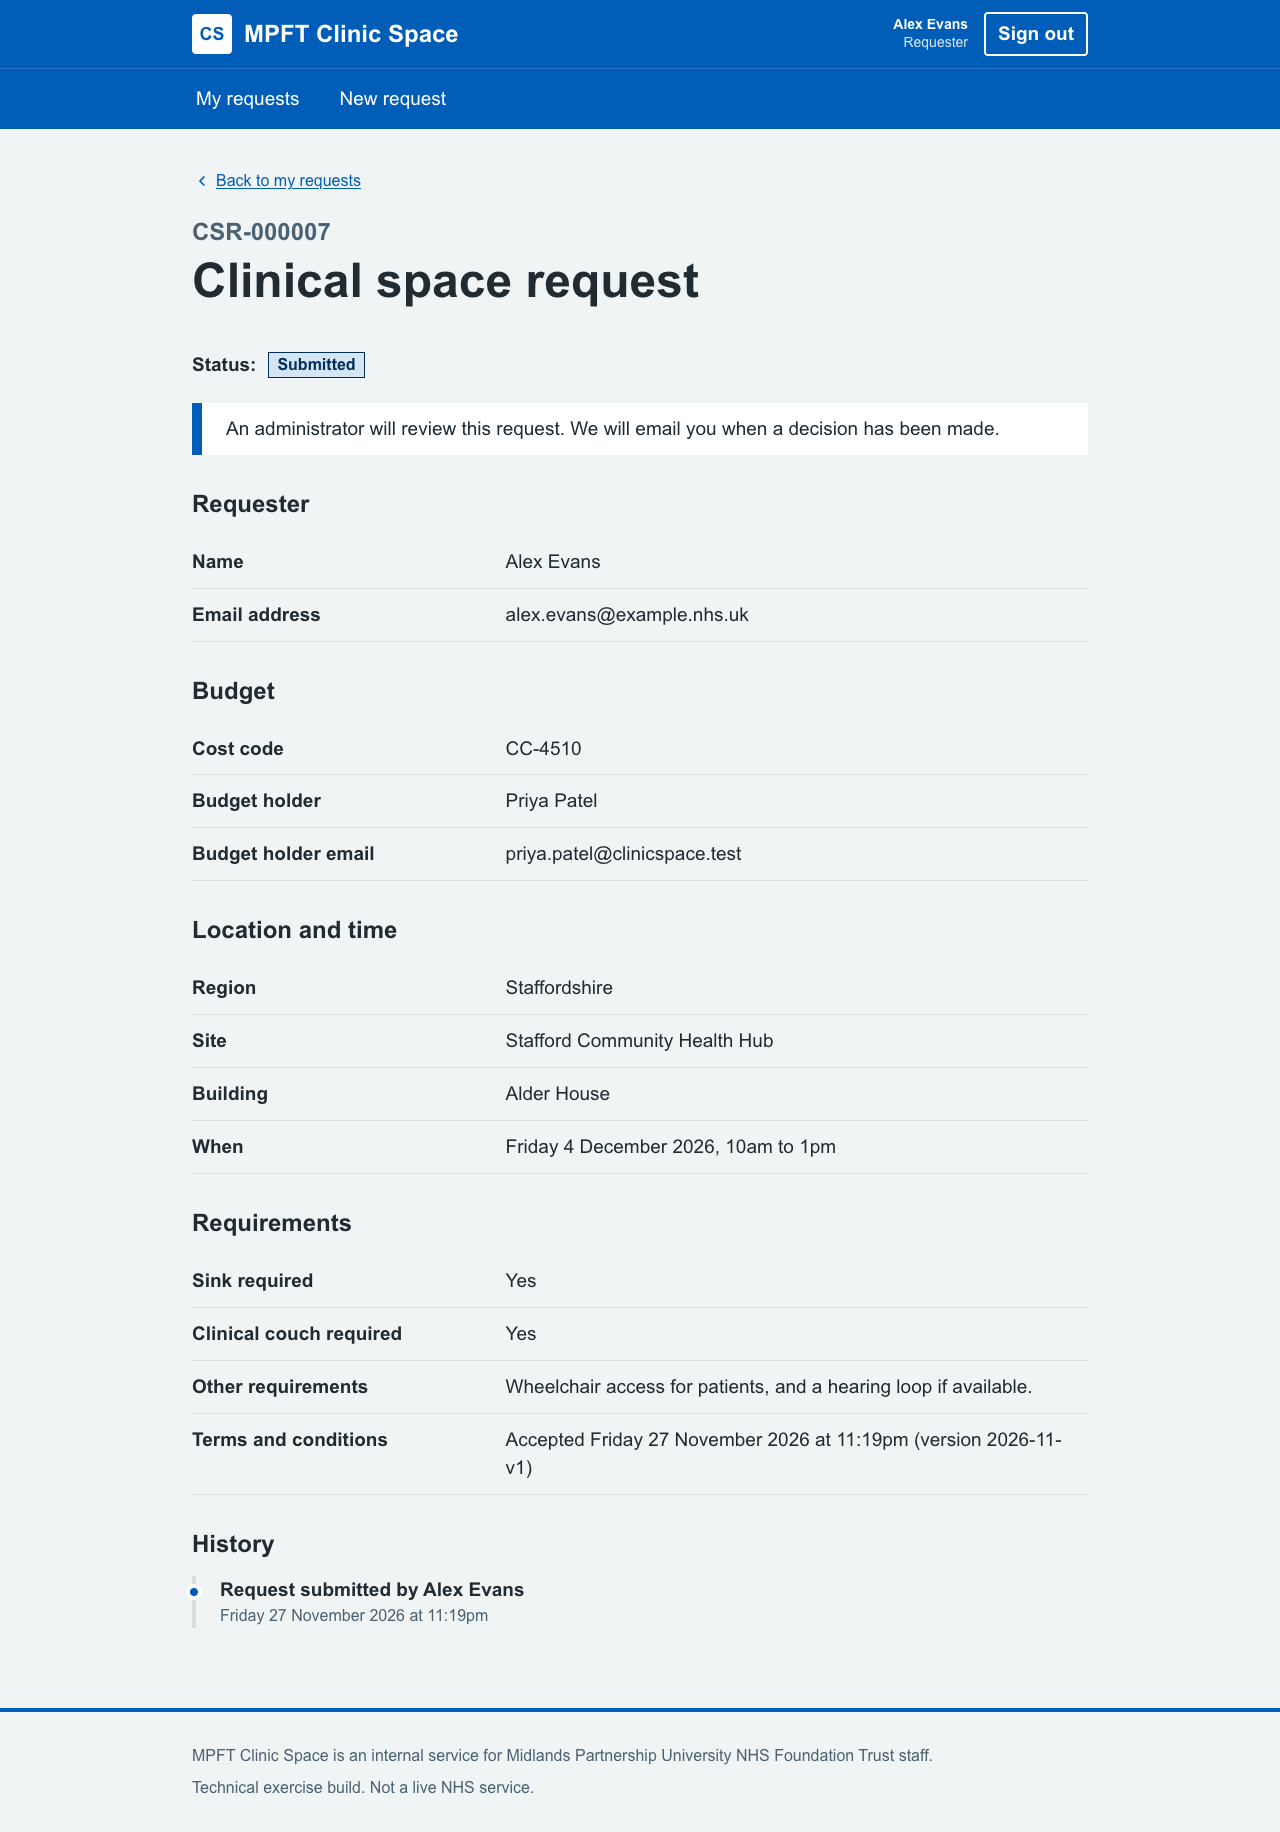 CS MPFT Clinic Space
Alex Evans
Requester
Sign out
My requests New request
Back to my requests
CSR-000007
Clinical space request
Status: Submitted
An administrator will review this request. We will email you when a decision has been made.
Requester
Name Alex Evans
Email address alex.evans@example.nhs.uk
Budget
Cost code CC-4510
Budget holder Priya Patel
Budget holder email priya.patel@clinicspace.test
Location and time
Region Staffordshire
Site Stafford Community Health Hub
Building Alder House
When Friday 4 December 2026, 10am to 1pm
Requirements
Sink required Yes
Clinical couch required Yes
Other requirements Wheelchair access for patients, and a hearing loop if available.
Terms and conditions Accepted Friday 27 November 2026 at 11:19pm (version 2026-11-
v1)
History
Request submitted by Alex Evans
Friday 27 November 2026 at 11:19pm
MPFT Clinic Space is an internal service for Midlands Partnership University NHS Foundation Trust staff.
Technical exercise build. Not a live NHS service.